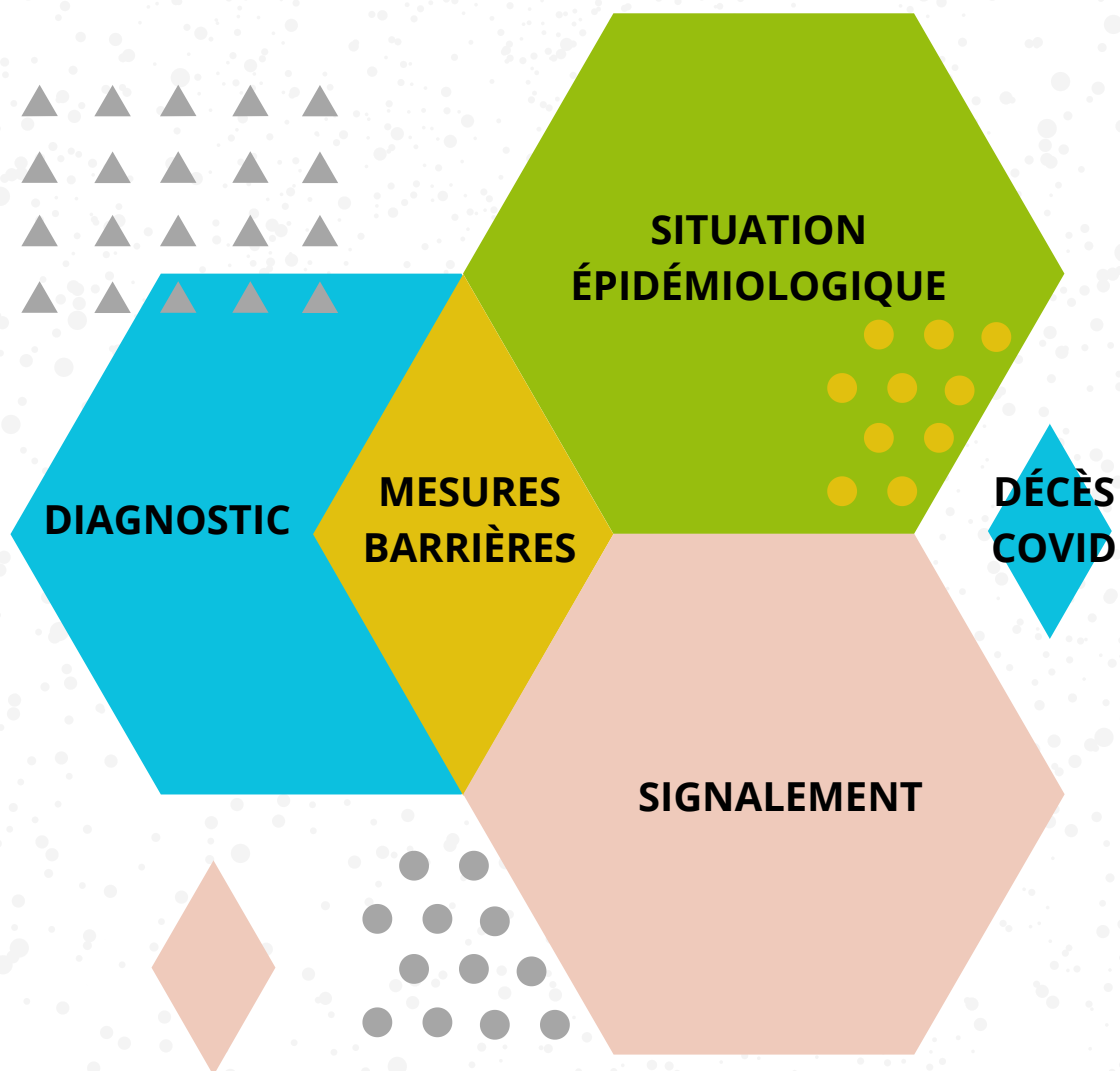 SITUATION
ÉPIDÉMIOLOGIQUE
DIAGNOSTIC
MESURES
BARRIÈRES
DÉCÈS
COVID
SIGNALEMENT